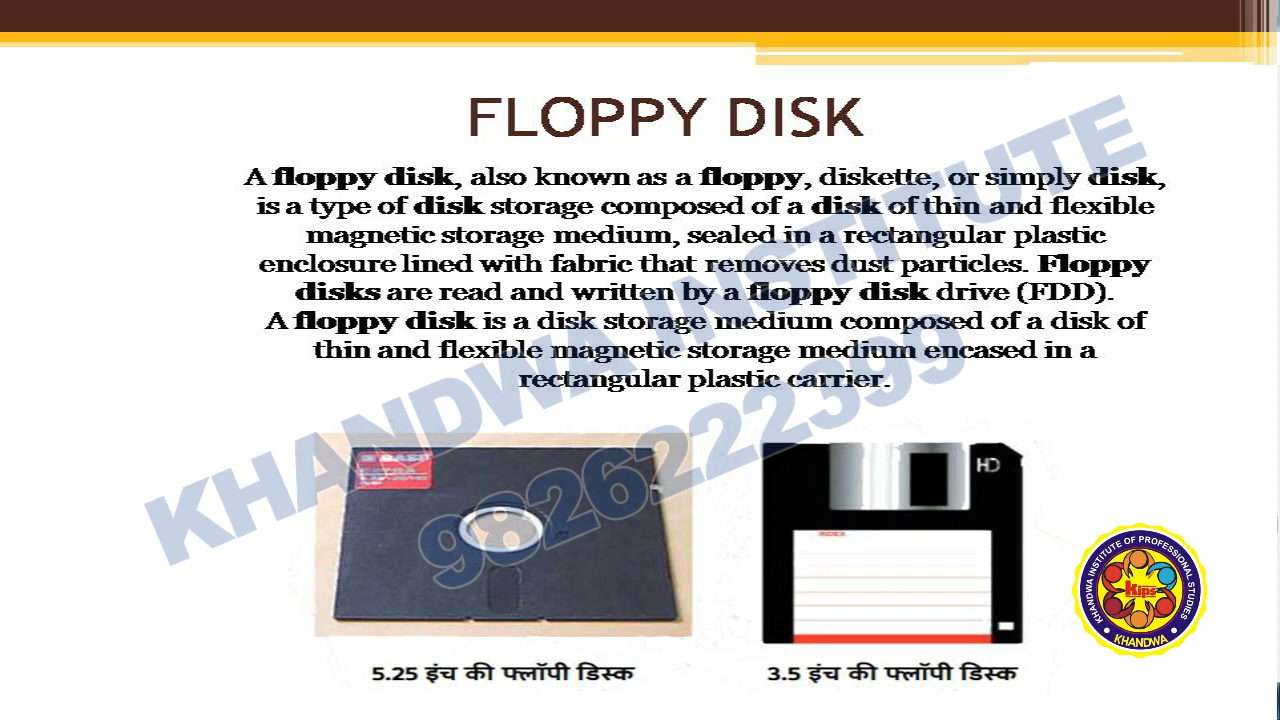 FLOPPY DISK
A floppy disk, also known as a floppy, diskette, or simply disk,
is a type of disk storage composed of a disk of thin and flexible
magnetic storage medium, sealed in a rectangular plastic
enclosure lined with fabric that removes dust particles. Floppy
disks are read and written by a floppy disk drive (FDD).
A floppy disk is a disk storage medium composed of a disk of
thin and flexible magnetic storage medium encased in a
rectangular plastic carrier.
KHANDWA INSTITUTE
9826222399
BASF
EXTRA
HD
INDEX
KHANDWA INSTITUTE OF PROFESSIONAL STUDIES
Kips
KHANDWA
5.25 इंच की फ्लॉपी डिस्क
3.5 इंच की फ्लॉपी डिस्क